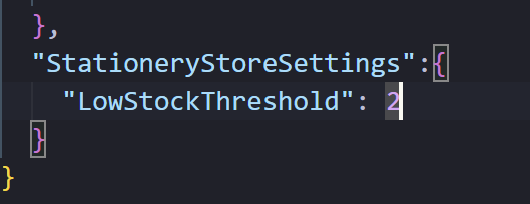 },
"StationeryStoreSettings":{
"LowStockThreshold": 2
}
}